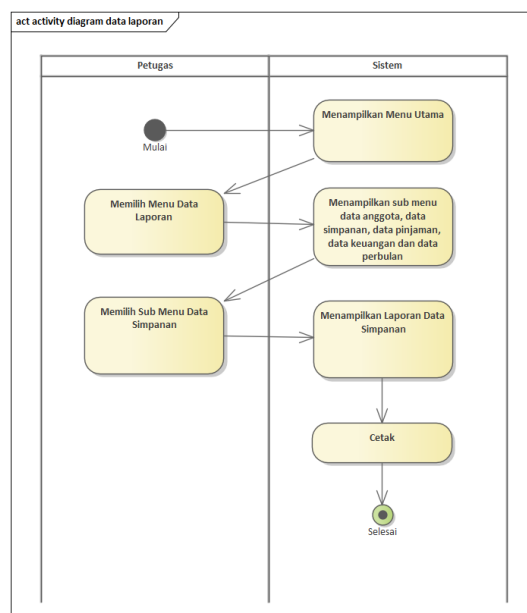 act activity diagram data laporan
Petugas
Sistem
Menampilkan Menu Utama
Mulai
Memilih Menu Data
Laporan
Menampilkan sub menu
data anggota, data
simpanan, data pinjaman,
data keuangan dan data
perbulan
Memilih Sub Menu Data
Simpanan
Menampilkan Laporan Data
Simpanan
Cetak
Selesai